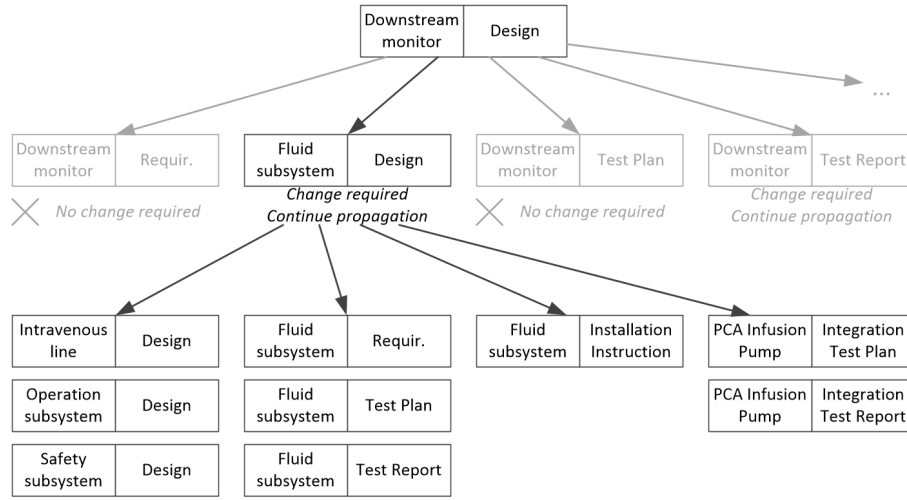 Downstream monitor
Design
...
Downstream monitor
Requir.
Fluid subsystem
Design
Downstream monitor
Test Plan
Downstream monitor
Test Report
No change required
Change required
Continue propagation
No change required
Change required
Continue propagation
Intravenous line
Design
Fluid subsystem
Requir.
Fluid subsystem
Installation Instruction
PCA Infusion Pump
Integration Test Plan
Operation subsystem
Design
Fluid subsystem
Test Plan
PCA Infusion Pump
Integration Test Report
Safety subsystem
Design
Fluid subsystem
Test Report